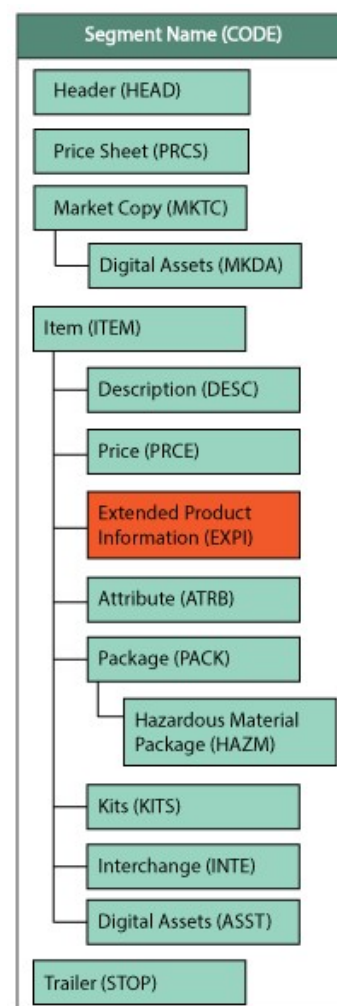 Segment Name (CODE)
Header (HEAD)
Price Sheet (PRCS)
Market Copy (MKTC)
Digital Assets (MKDA)
Item (ITEM)
Description (DESC)
Price (PRCE)
Extended Product
Information (EXPI)
Attribute (ATRB)
Package (PACK)
Hazardous Material
Package (HAZM)
Kits (KITS)
Interchange (INTE)
Digital Assets (ASST)
Trailer (STOP)